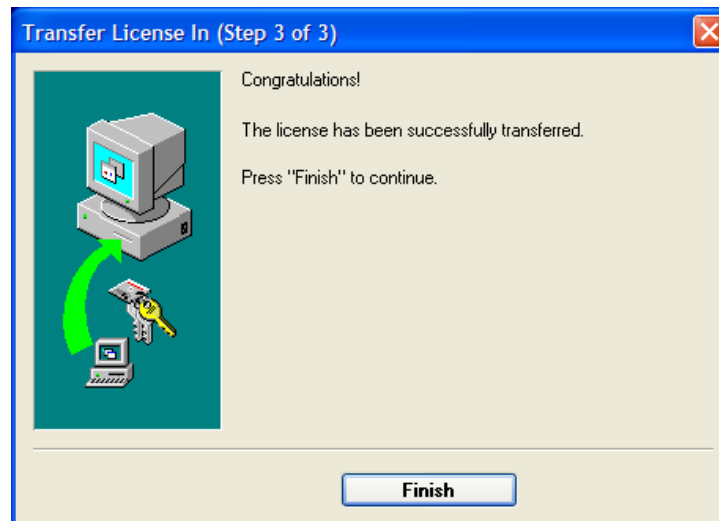 Transfer License In (Step 3 of 3)
Congratulations!
The license has been successfully transferred.
Press "Finish" to continue.
Finish